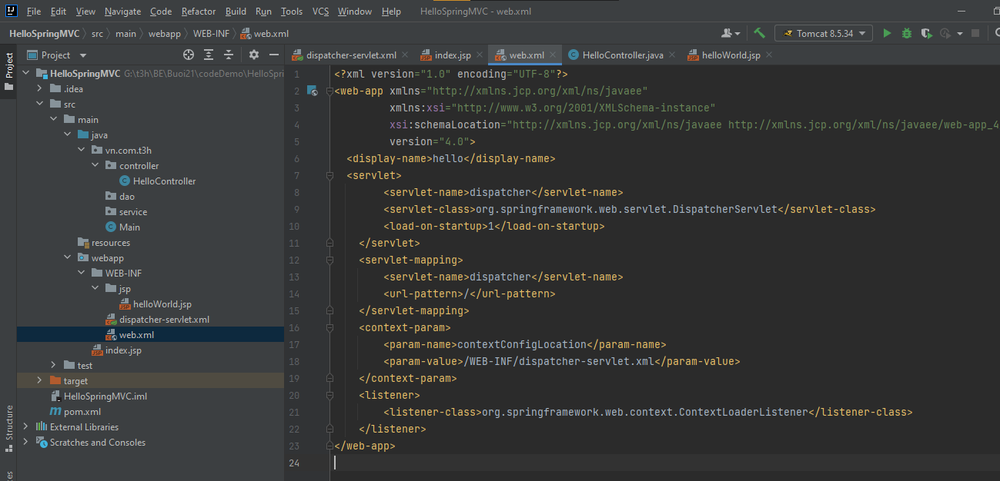 File Edit View Navigate Code Refactor Build Run Tools VCS Window Help HelloSpringMVC - web.xml
HelloSpringMVC src main webapp WEB-INF web.xml Tomcat 8.5.34
Project
Project
dispatcher-servlet.xml index.jsp web.xml HelloController.java helloWorld.jsp
HelloSpringMVC G:\t3h\BE\Buoi21\codeDemo\HelloSpri
.idea
src
main
java
vn.com.t3h
controller
HelloController
dao
service
Main
resources
webapp
WEB-INF
jsp
helloWorld.jsp
dispatcher-servlet.xml
web.xml
index.jsp
test
target
HelloSpringMVC.iml
pom.xml
External Libraries
Scratches and Consoles
Structure
1 <?xml version="1.0" encoding="UTF-8"?>
2 <web-app xmlns="http://xmlns.jcp.org/xml/ns/javaee"
3 xmlns:xsi="http://www.w3.org/2001/XMLSchema-instance"
4 xsi:schemaLocation="http://xmlns.jcp.org/xml/ns/javaee http://xmlns.jcp.org/xml/ns/javaee/web-app_4
5 version="4.0">
6 <display-name>hello</display-name>
7 <servlet>
8 <servlet-name>dispatcher</servlet-name>
9 <servlet-class>org.springframework.web.servlet.DispatcherServlet</servlet-class>
10 <load-on-startup>1</load-on-startup>
11 </servlet>
12 <servlet-mapping>
13 <servlet-name>dispatcher</servlet-name>
14 <url-pattern>/</url-pattern>
15 </servlet-mapping>
16 <context-param>
17 <param-name>contextConfigLocation</param-name>
18 <param-value>/WEB-INF/dispatcher-servlet.xml</param-value>
19 </context-param>
20 <listener>
21 <listener-class>org.springframework.web.context.ContextLoaderListener</listener-class>
22 </listener>
23 </web-app>
24